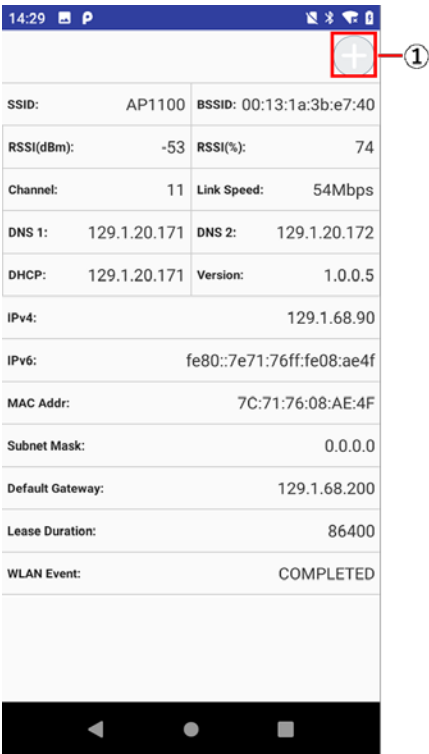 14:29
①
SSID: AP1100 BSSID: 00:13:1a:3b:e7:40
RSSI(dBm): -53 RSSI(%): 74
Channel: 11 Link Speed: 54Mbps
DNS 1: 129.1.20.171 DNS 2: 129.1.20.172
DHCP: 129.1.20.171 Version: 1.0.0.5
IPv4: 129.1.68.90
IPv6: fe80::7e71:76ff:fe08:ae4f
MAC Addr: 7C:71:76:08:AE:4F
Subnet Mask: 0.0.0.0
Default Gateway: 129.1.68.200
Lease Duration: 86400
WLAN Event: COMPLETED